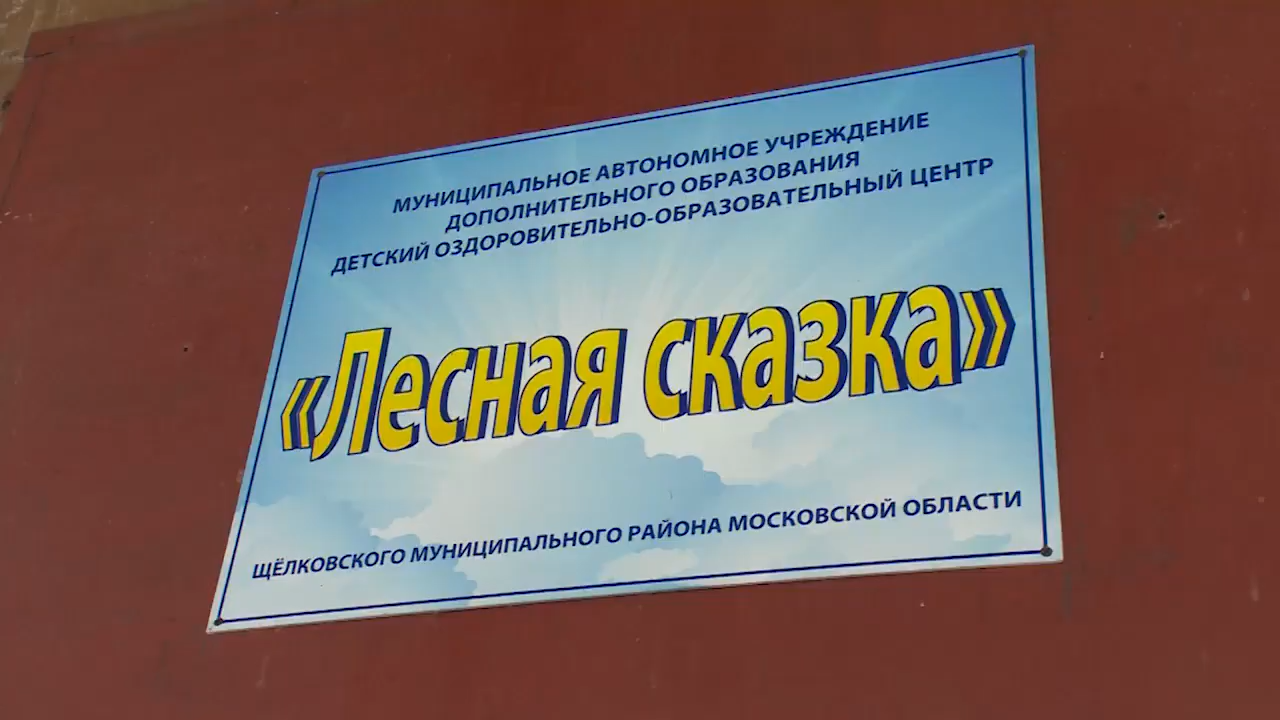 МУНИЦИПАЛЬНОЕ АВТОНОМНОЕ УЧРЕЖДЕНИЕ
ДОПОЛНИТЕЛЬНОГО ОБРАЗОВАНИЯ
ДЕТСКИЙ ОЗДОРОВИТЕЛЬНО-ОБРАЗОВАТЕЛЬНЫЙ ЦЕНТР
«Лесная сказка»
ЩЁЛКОВСКОГО МУНИЦИПАЛЬНОГО РАЙОНА МОСКОВСКОЙ ОБЛАСТИ